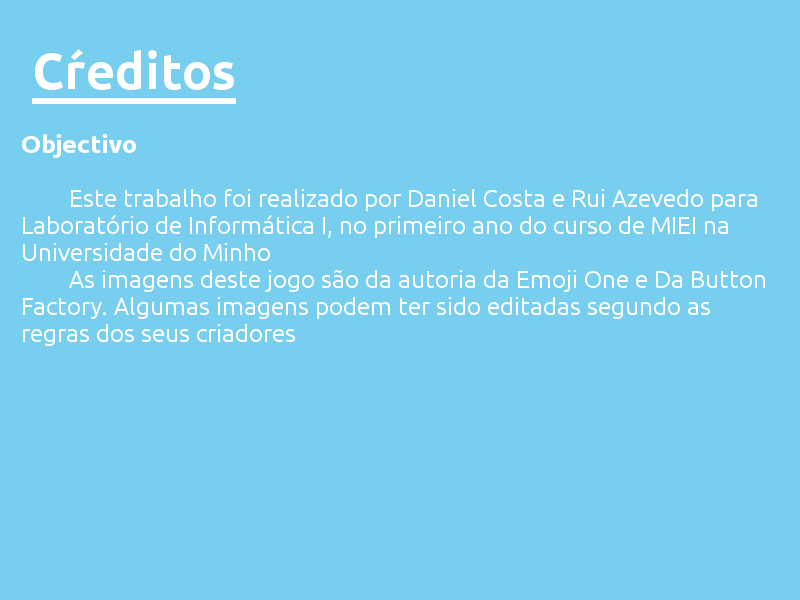 Cŕeditos
Objectivo
Este trabalho foi realizado por Daniel Costa e Rui Azevedo para
Laboratório de Informática I, no primeiro ano do curso de MIEI na
Universidade do Minho
As imagens deste jogo são da autoria da Emoji One e Da Button
Factory. Algumas imagens podem ter sido editadas segundo as
regras dos seus criadores